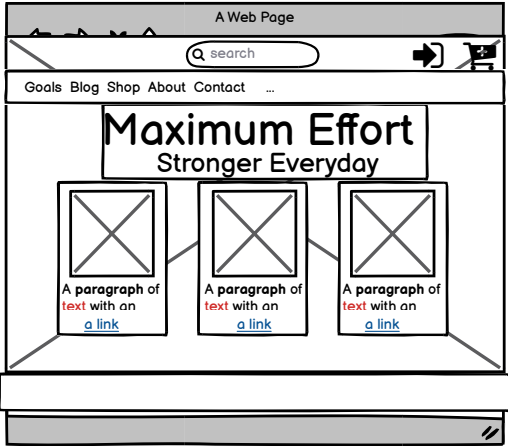 A Web Page
search
Goals Blog Shop About Contact ...
Maximum Effort
Stronger Everyday
A paragraph of
text with an
a link
A paragraph of
text with an
a link
A paragraph of
text with an
a link